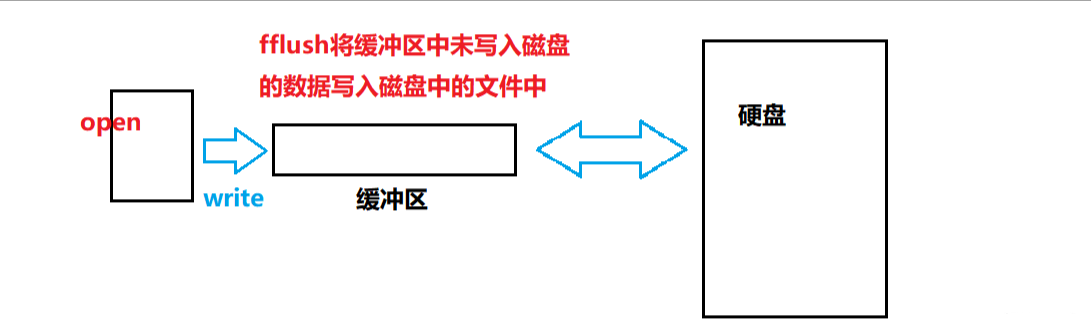 fflush将缓冲区中未写入磁盘
的数据写入磁盘中的文件中
open
硬盘
write
缓冲区